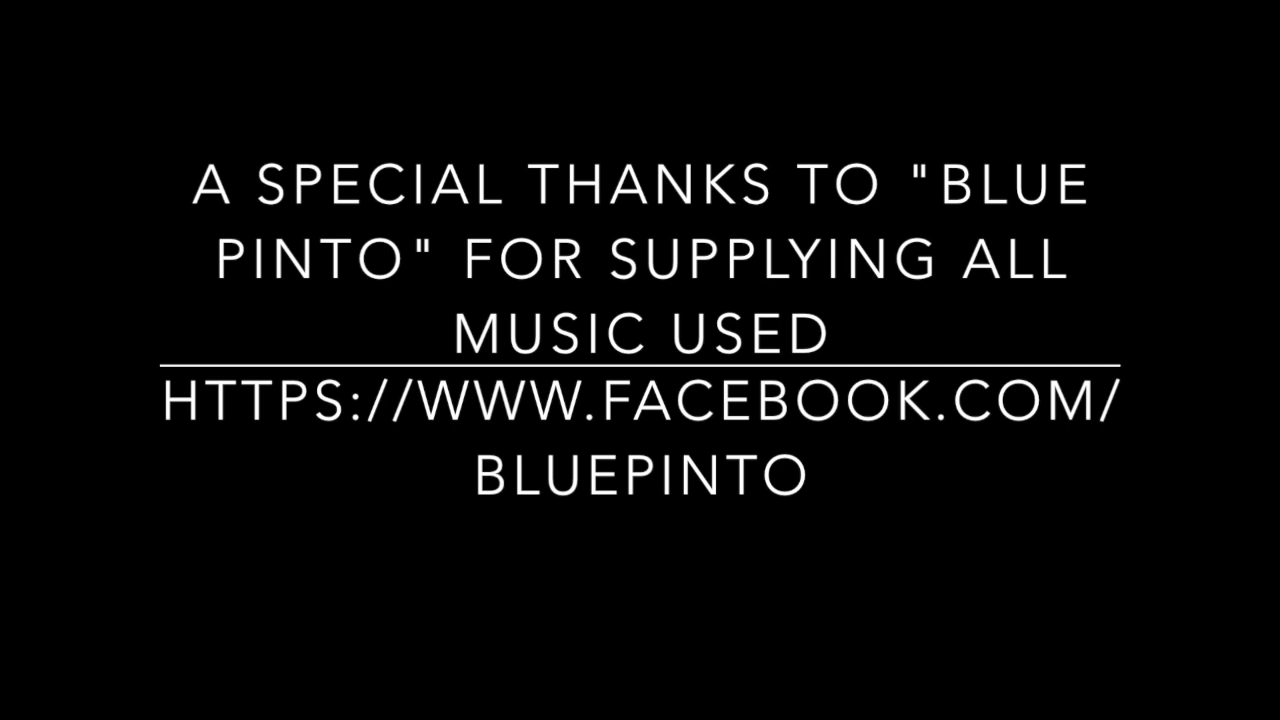 A SPECIAL THANKS TO "BLUE
PINTO" FOR SUPPLYING ALL
MUSIC USED
HTTPS://WWW.FACEBOOK.COM/
BLUEPINTO